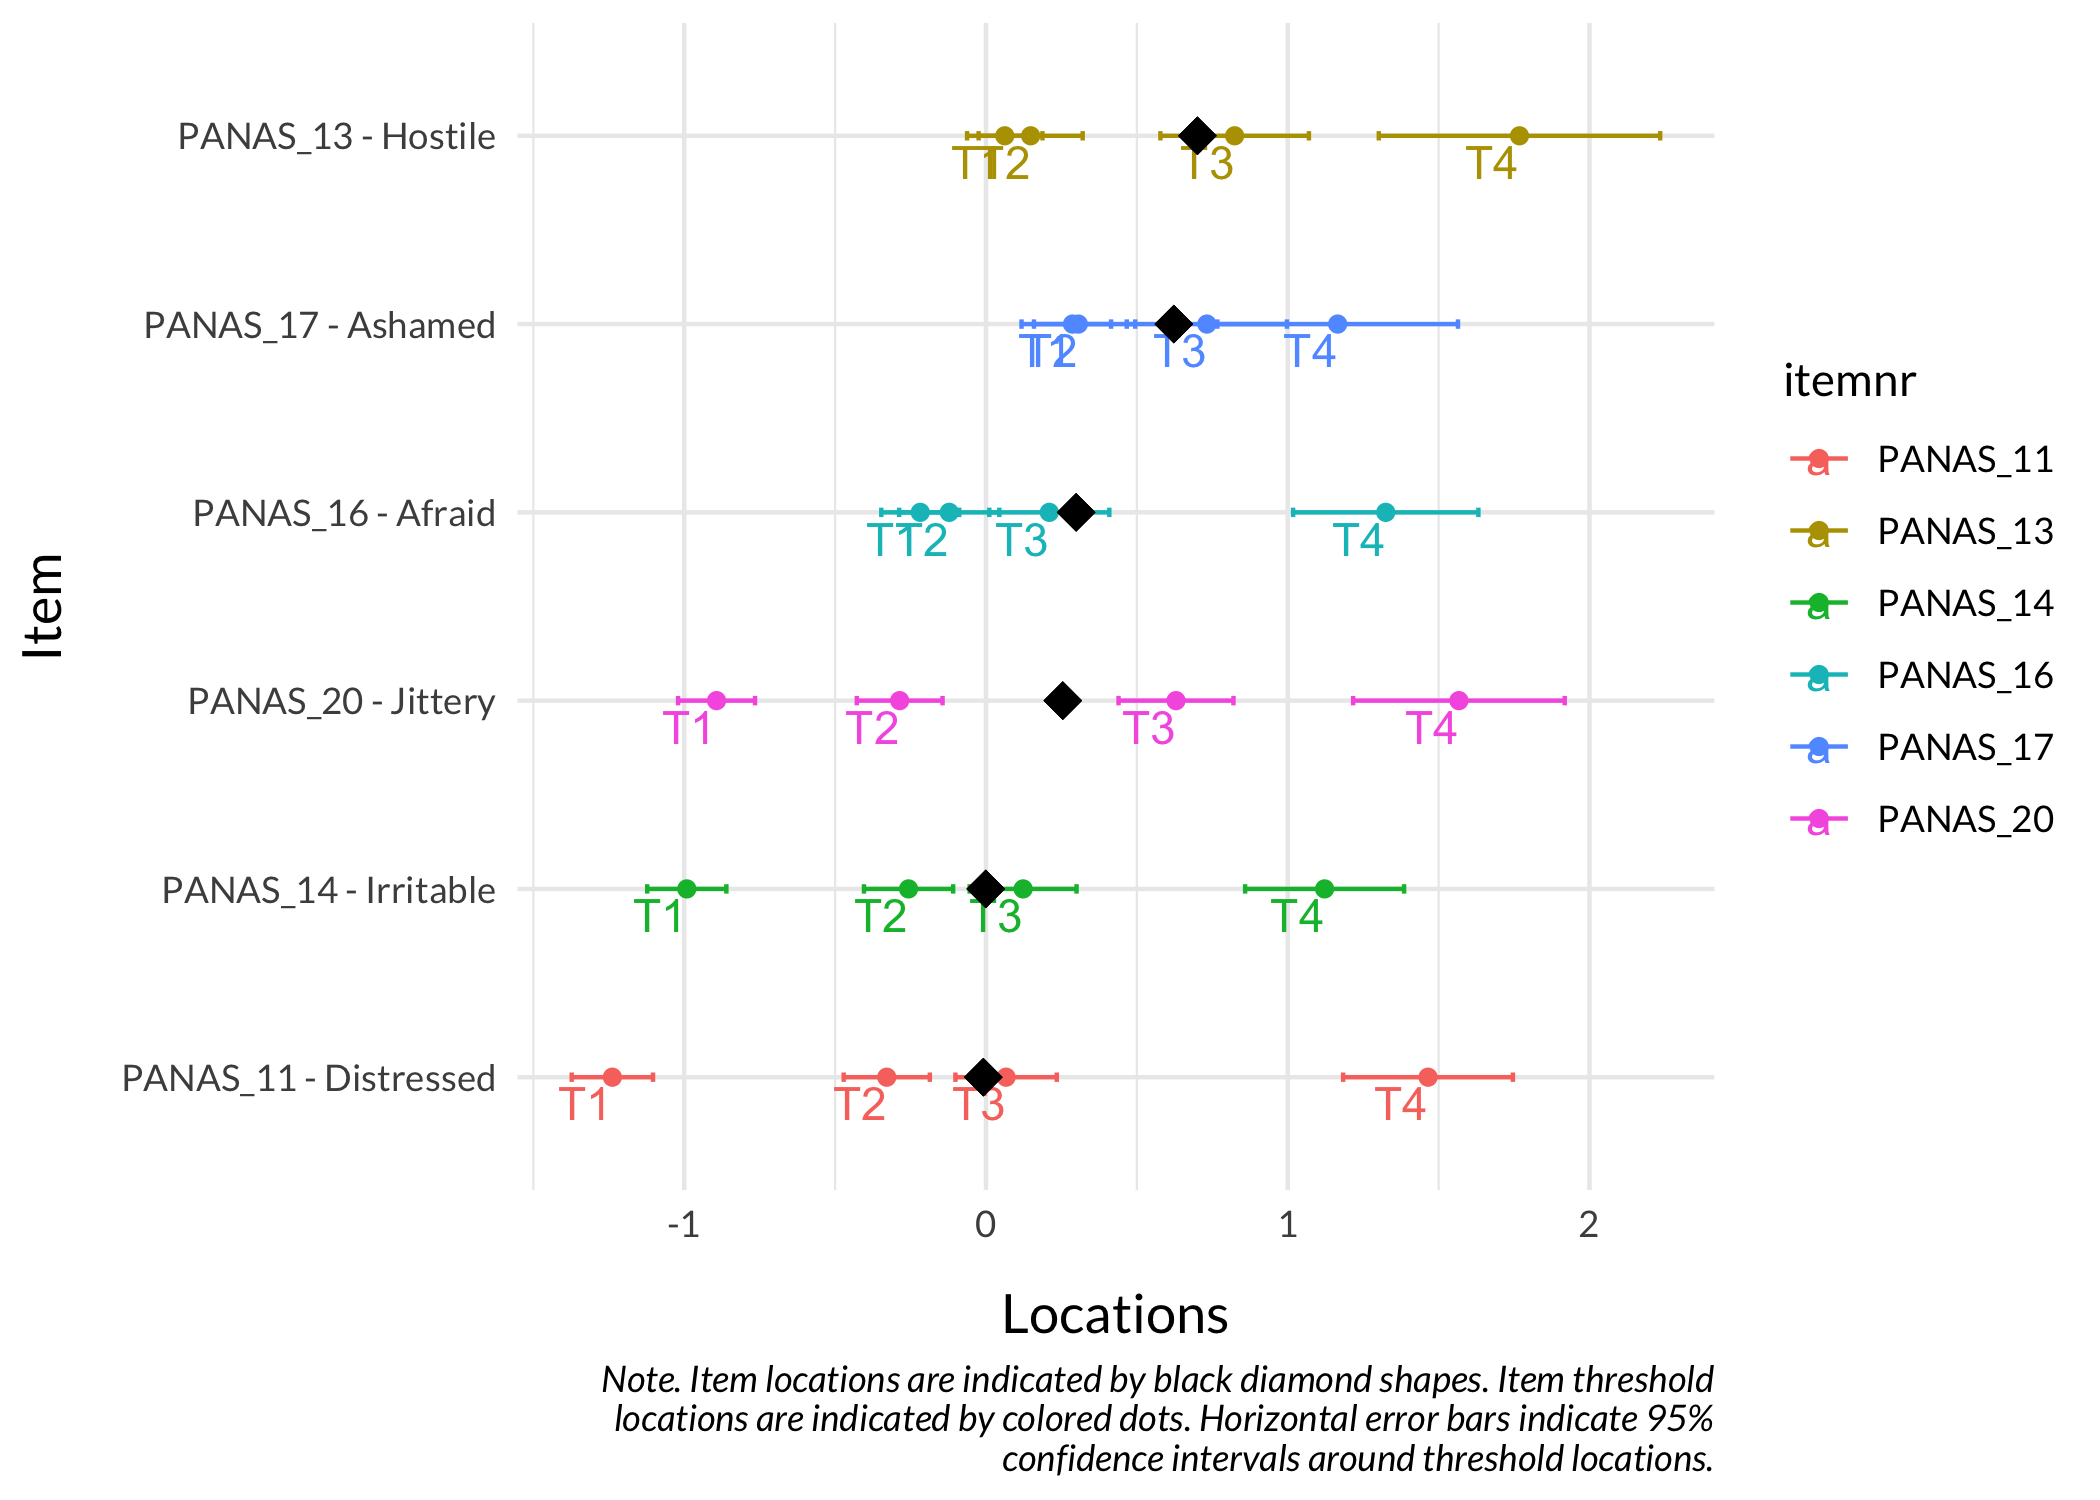 PANAS_13 - Hostile
T1 T2 T3 T4
PANAS_17 - Ashamed
T1 T2 T3 T4
PANAS_16 - Afraid
T1 T2 T3 T4
PANAS_20 - Jittery
T1 T2 T3 T4
PANAS_14 - Irritable
T1 T2 T3 T4
PANAS_11 - Distressed
T1 T2 T3 T4
Item
-1 0 1 2
Locations
Note. Item locations are indicated by black diamond shapes. Item threshold
locations are indicated by colored dots. Horizontal error bars indicate 95%
confidence intervals around threshold locations.
itemnr
a PANAS_11
a PANAS_13
a PANAS_14
a PANAS_16
a PANAS_17
a PANAS_20